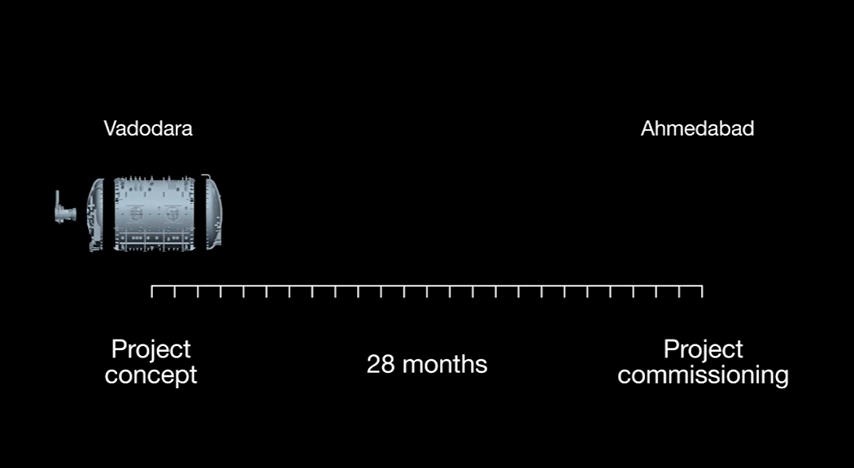 Vadodara
Ahmedabad
Project
concept
28 months
Project
commissioning